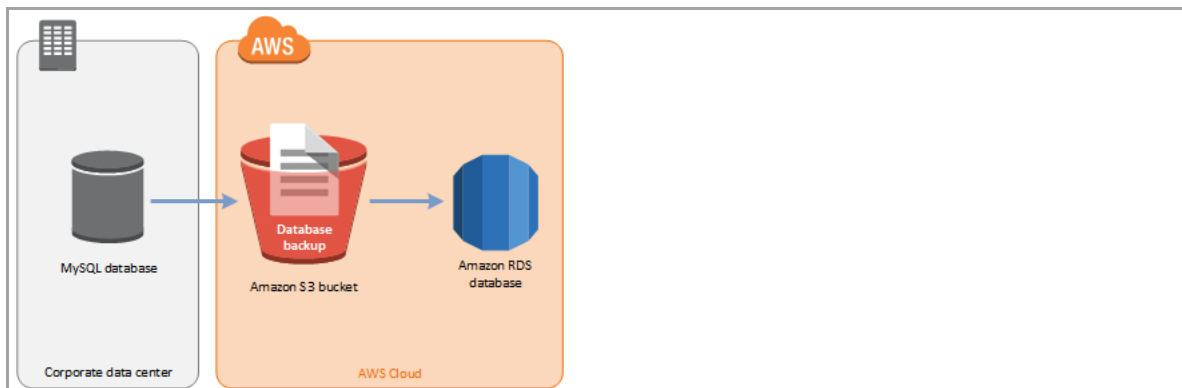 AWS
Database
backup
MySQL database
Amazon S3 bucket
Amazon RDS
database
Corporate data center
AWS Cloud